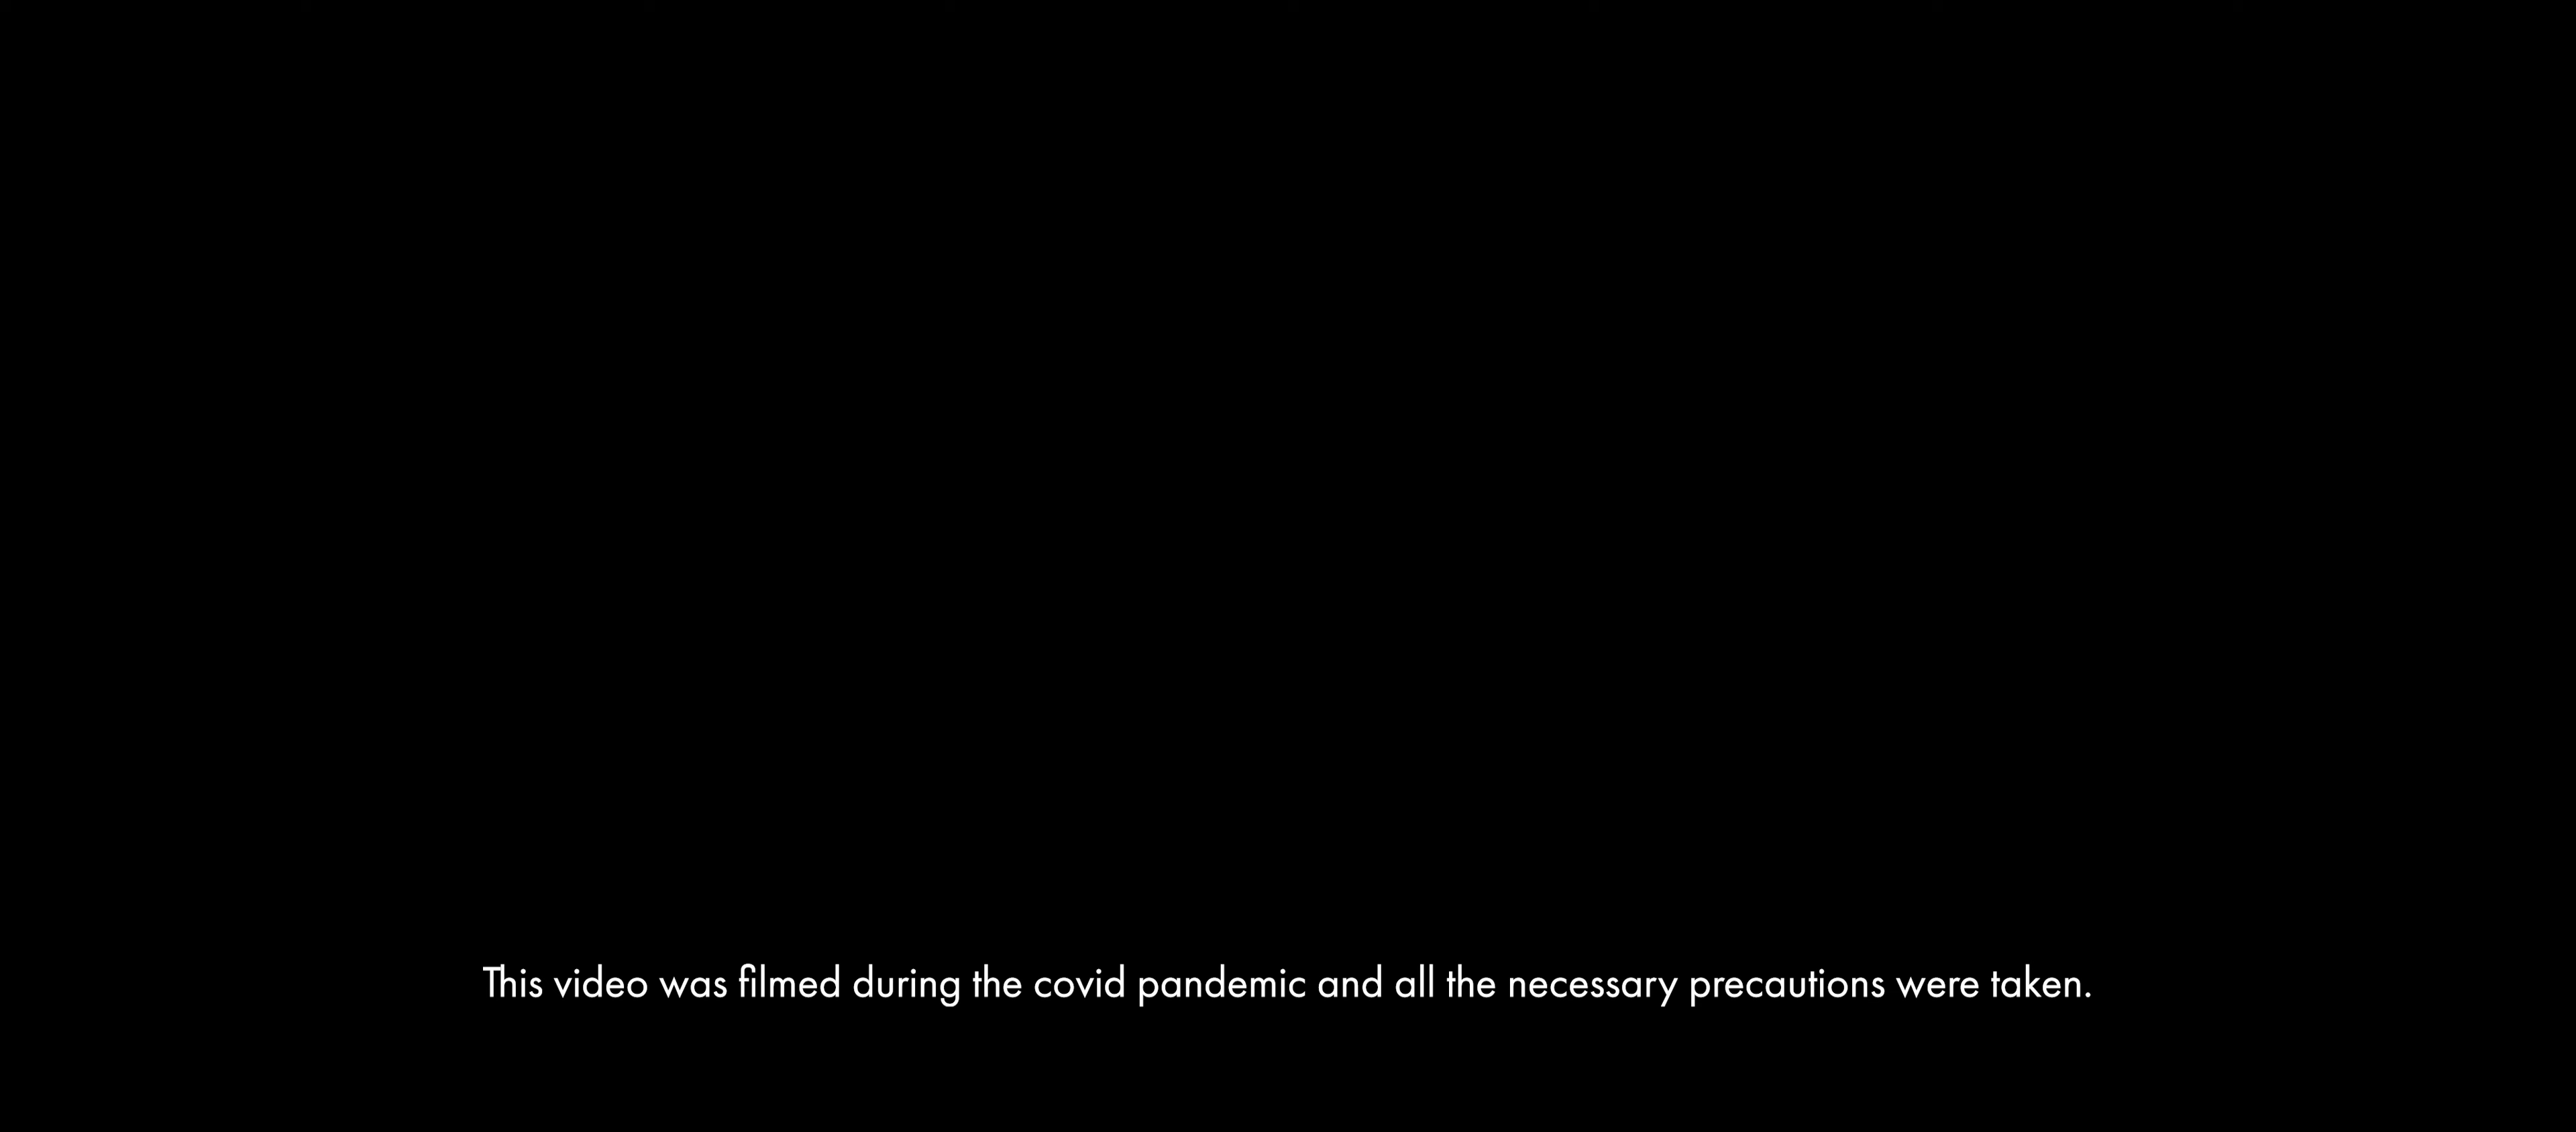 This video was filmed during the covid pandemic and all the necessary precautions were taken.